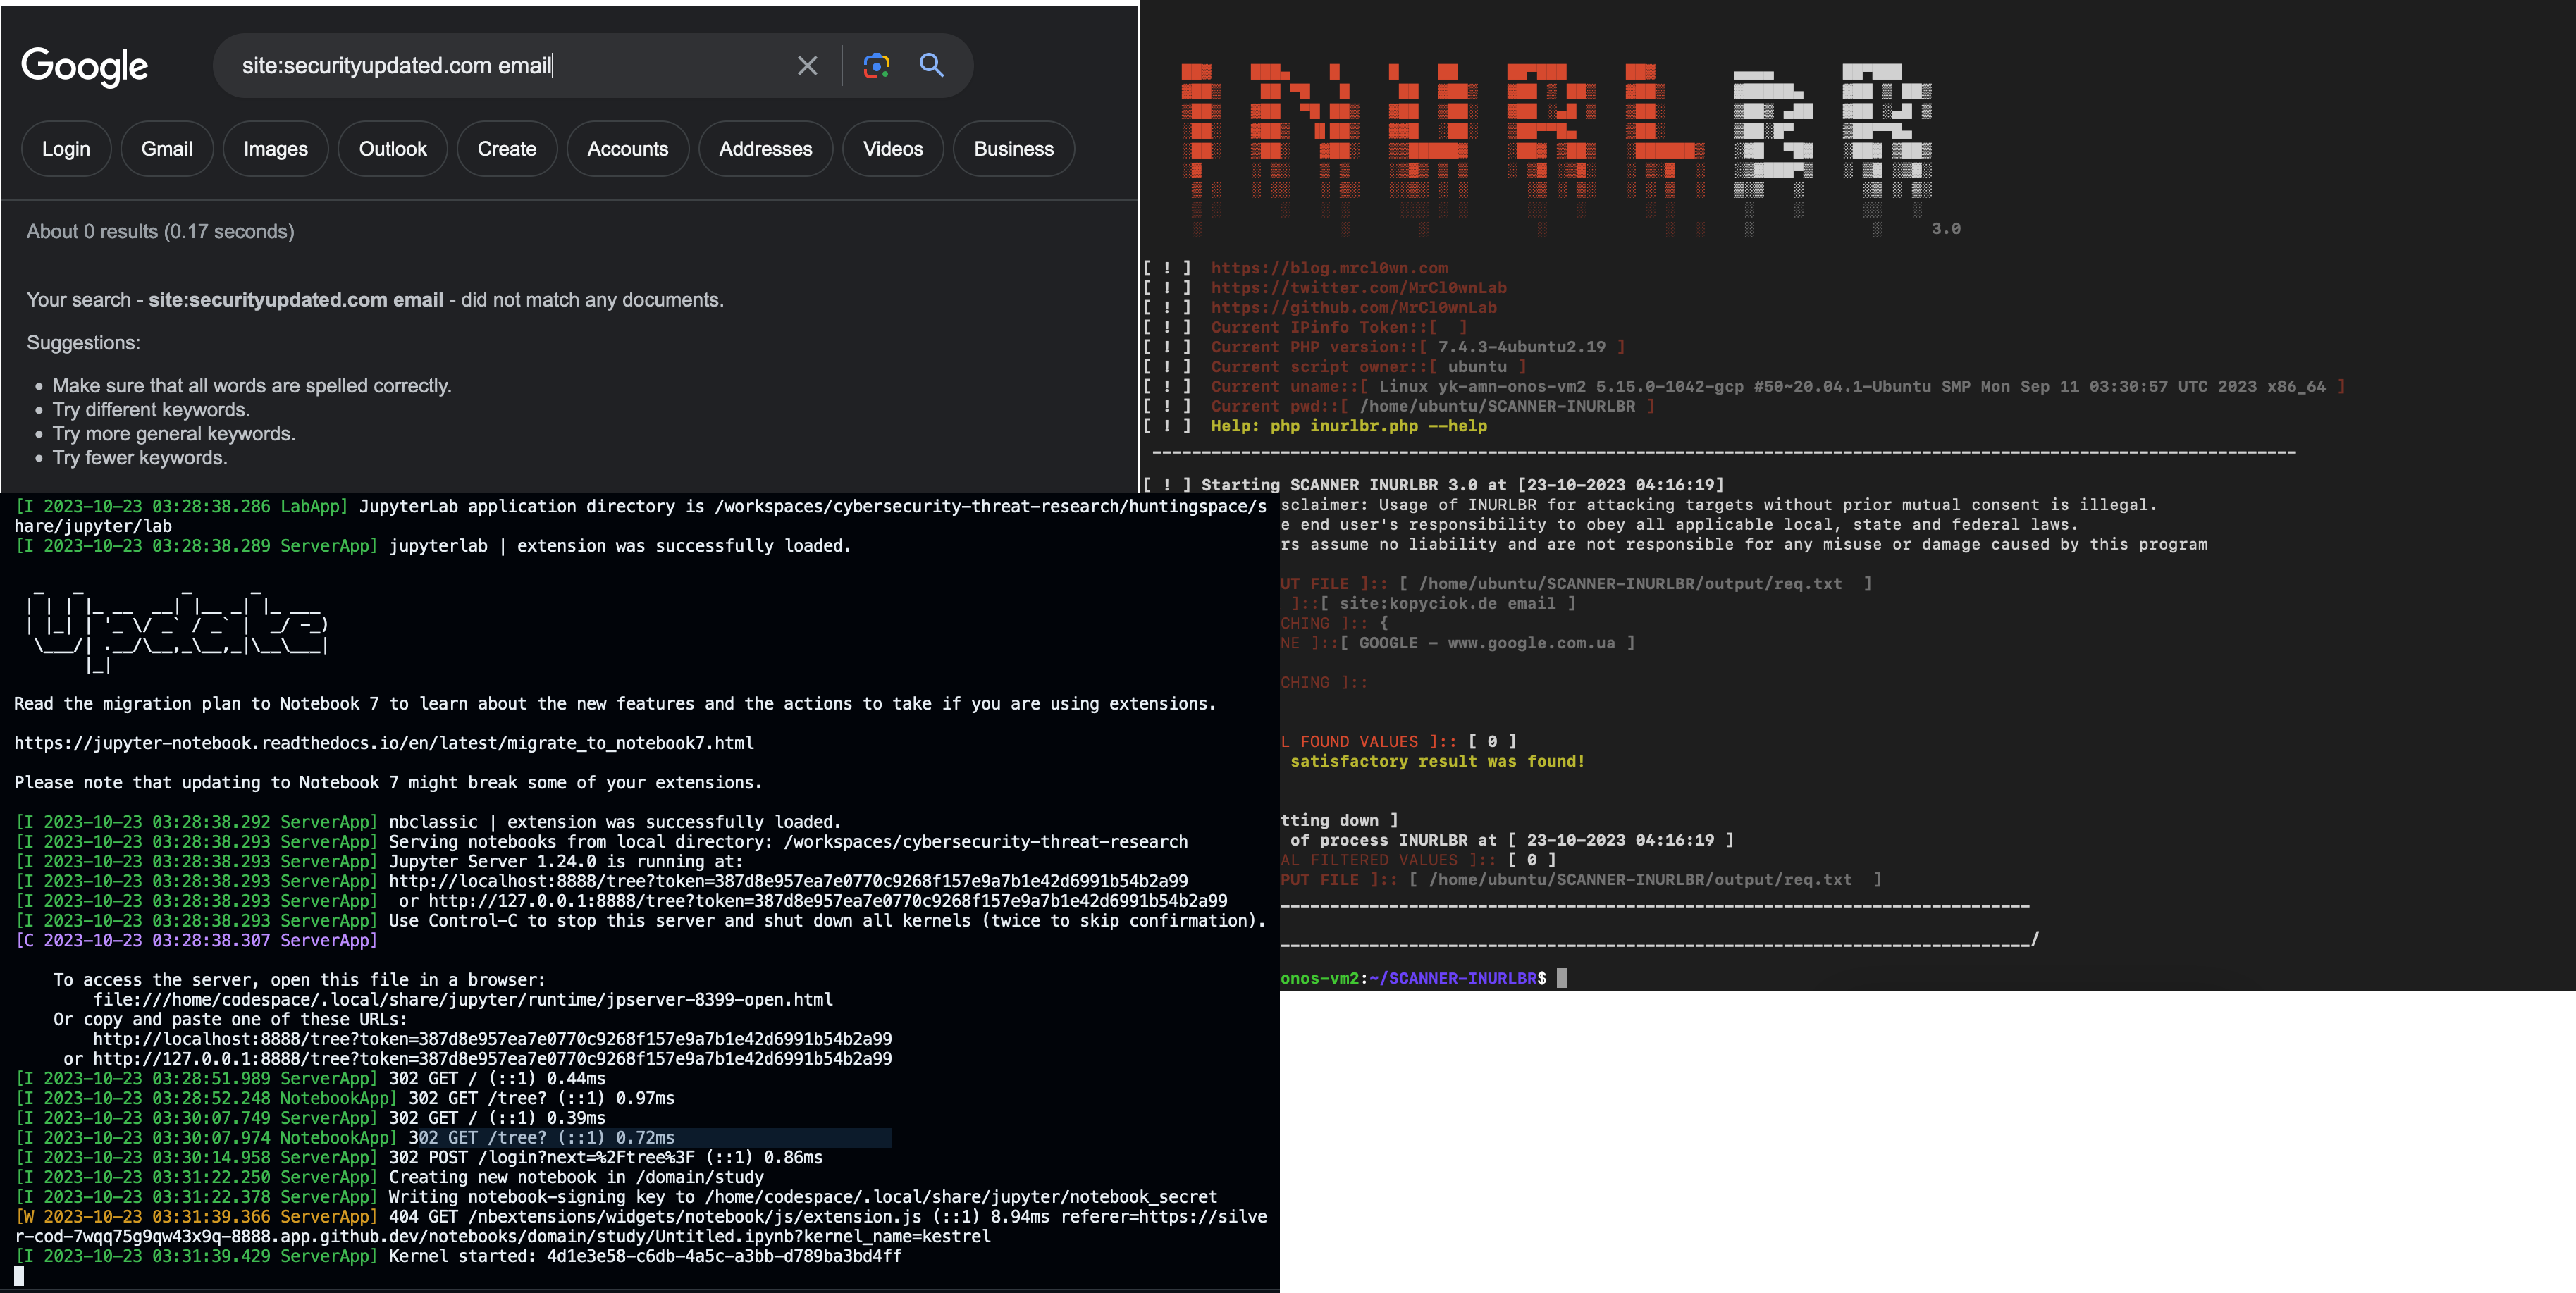 Google
site:securityupdated.com email
Login Gmail Images Outlook Create Accounts Addresses Videos Business
About 0 results (0.17 seconds)
Your search - site:securityupdated.com email - did not match any documents.
Suggestions:
• Make sure that all words are spelled correctly.
• Try different keywords.
• Try more general keywords.
• Try fewer keywords.
INURLBR
3.0
[ ! ] https://blog.mrcl0wn.com
[ ! ] https://twitter.com/MrCl0wnLab
[ ! ] https://github.com/MrCl0wnLab
[ ! ] Current IPinfo Token::[  ]
[ ! ] Current PHP version::[ 7.4.3-4ubuntu2.19 ]
[ ! ] Current script owner::[ ubuntu ]
[ ! ] Current uname::[ Linux yk-amn-onos-vm2 5.15.0-1042-gcp #50~20.04.1-Ubuntu SMP Mon Sep 11 03:30:57 UTC 2023 x86_64 ]
[ ! ] Current pwd::[ /home/ubuntu/SCANNER-INURLBR ]
[ ! ] Help: php inurlbr.php --help
[ ! ] Starting SCANNER INURLBR 3.0 at [23-10-2023 04:16:19]
sclaimer: Usage of INURLBR for attacking targets without prior mutual consent is illegal.
e end user's responsibility to obey all applicable local, state and federal laws.
rs assume no liability and are not responsible for any misuse or damage caused by this program
UT FILE ]:: [ /home/ubuntu/SCANNER-INURLBR/output/req.txt  ]
]::[ site:kopyciok.de email ]
CHING ]:: {
NE ]::[ GOOGLE - www.google.com.ua ]
CHING ]::
L FOUND VALUES ]:: [ 0 ]
satisfactory result was found!
tting down ]
of process INURLBR at [ 23-10-2023 04:16:19 ]
AL FILTERED VALUES ]:: [ 0 ]
PUT FILE ]:: [ /home/ubuntu/SCANNER-INURLBR/output/req.txt  ]
/
onos-vm2:~/SCANNER-INURLBR$
[I 2023-10-23 03:28:38.286 LabApp] JupyterLab application directory is /workspaces/cybersecurity-threat-research/huntingspace/s
hare/jupyter/lab
[I 2023-10-23 03:28:38.289 ServerApp] jupyterlab | extension was successfully loaded.
Update
Read the migration plan to Notebook 7 to learn about the new features and the actions to take if you are using extensions.
https://jupyter-notebook.readthedocs.io/en/latest/migrate_to_notebook7.html
Please note that updating to Notebook 7 might break some of your extensions.
[I 2023-10-23 03:28:38.292 ServerApp] nbclassic | extension was successfully loaded.
[I 2023-10-23 03:28:38.293 ServerApp] Serving notebooks from local directory: /workspaces/cybersecurity-threat-research
[I 2023-10-23 03:28:38.293 ServerApp] Jupyter Server 1.24.0 is running at:
[I 2023-10-23 03:28:38.293 ServerApp] http://localhost:8888/tree?token=387d8e957ea7e0770c9268f157e9a7b1e42d6991b54b2a99
[I 2023-10-23 03:28:38.293 ServerApp]  or http://127.0.0.1:8888/tree?token=387d8e957ea7e0770c9268f157e9a7b1e42d6991b54b2a99
[I 2023-10-23 03:28:38.293 ServerApp] Use Control-C to stop this server and shut down all kernels (twice to skip confirmation).
[C 2023-10-23 03:28:38.307 ServerApp]
To access the server, open this file in a browser:
file:///home/codespace/.local/share/jupyter/runtime/jpserver-8399-open.html
Or copy and paste one of these URLs:
http://localhost:8888/tree?token=387d8e957ea7e0770c9268f157e9a7b1e42d6991b54b2a99
or http://127.0.0.1:8888/tree?token=387d8e957ea7e0770c9268f157e9a7b1e42d6991b54b2a99
[I 2023-10-23 03:28:51.989 ServerApp] 302 GET / (::1) 0.44ms
[I 2023-10-23 03:28:52.248 NotebookApp] 302 GET /tree? (::1) 0.97ms
[I 2023-10-23 03:30:07.749 ServerApp] 302 GET / (::1) 0.39ms
[I 2023-10-23 03:30:07.974 NotebookApp] 302 GET /tree? (::1) 0.72ms
[I 2023-10-23 03:30:14.958 ServerApp] 302 POST /login?next=%2Ftree%3F (::1) 0.86ms
[I 2023-10-23 03:31:22.250 ServerApp] Creating new notebook in /domain/study
[I 2023-10-23 03:31:22.378 ServerApp] Writing notebook-signing key to /home/codespace/.local/share/jupyter/notebook_secret
[W 2023-10-23 03:31:39.366 ServerApp] 404 GET /nbextensions/widgets/notebook/js/extension.js (::1) 8.94ms referer=https://silve
r-cod-7wqq75g9qw43x9q-8888.app.github.dev/notebooks/domain/study/Untitled.ipynb?kernel_name=kestrel
[I 2023-10-23 03:31:39.429 ServerApp] Kernel started: 4d1e3e58-c6db-4a5c-a3bb-d789ba3bd4ff